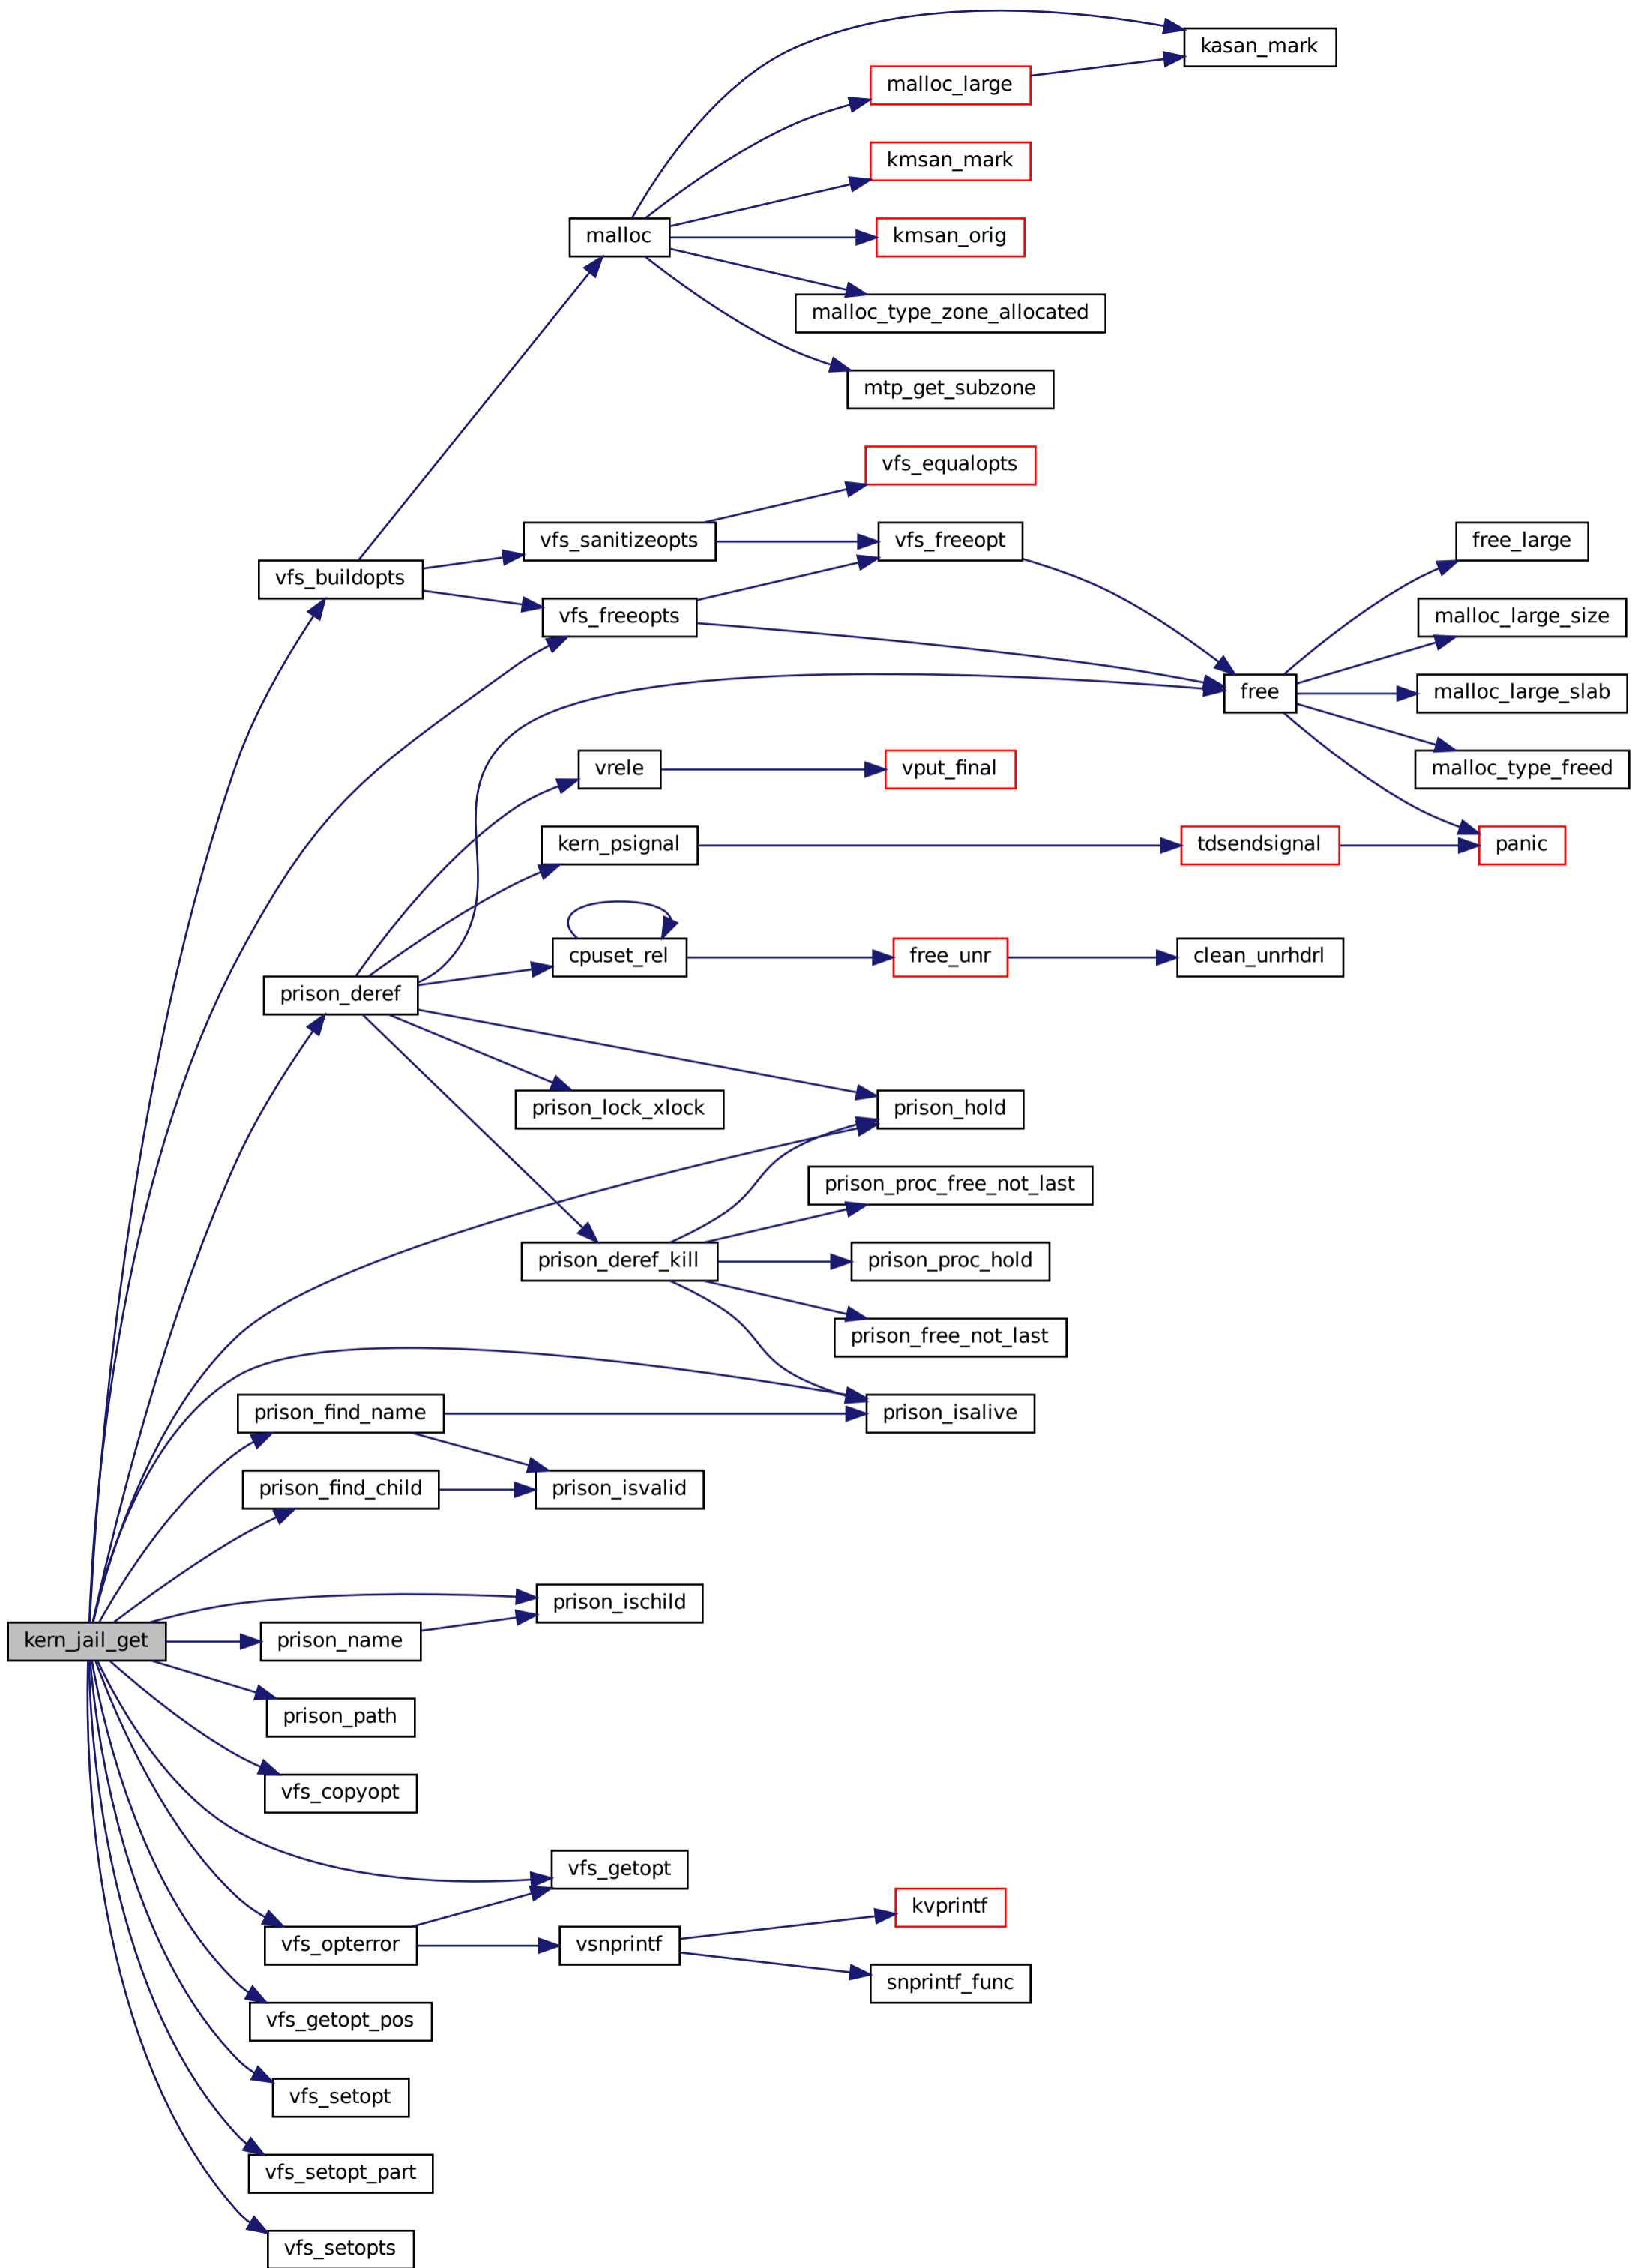 kasan_mark
malloc_large
kmsan_mark
malloc
kmsan_orig
malloc_type_zone_allocated
mtp_get_subzone
vfs_equalopts
vfs_sanitizeopts
vfs_freeopt
free_large
vfs_buildopts
vfs_freeopts
malloc_large_size
free
malloc_large_slab
vrele
vput_final
malloc_type_freed
kern_psignal
tdsendsignal
panic
cpuset_rel
free_unr
clean_unrhdrl
prison_deref
prison_lock_xlock
prison_hold
prison_proc_free_not_last
prison_deref_kill
prison_proc_hold
prison_free_not_last
prison_find_name
prison_isalive
prison_find_child
prison_isvalid
prison_ischild
kern_jail_get
prison_name
prison_path
vfs_copyopt
vfs_getopt
kvprintf
vfs_opterror
vsnprintf
snprintf_func
vfs_getopt_pos
vfs_setopt
vfs_setopt_part
vfs_setopts